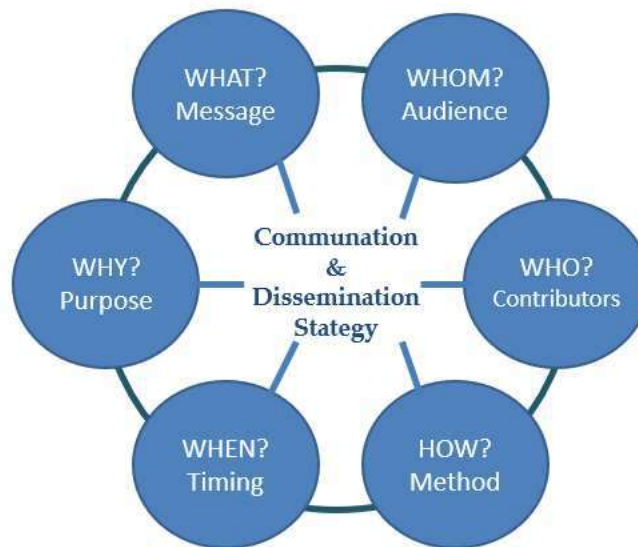 WHAT?
Message
WHOM?
Audience
WHY?
Purpose
Communation
&
Dissemination
Stategy
WHO?
Contributors
WHEN?
Timing
HOW?
Method